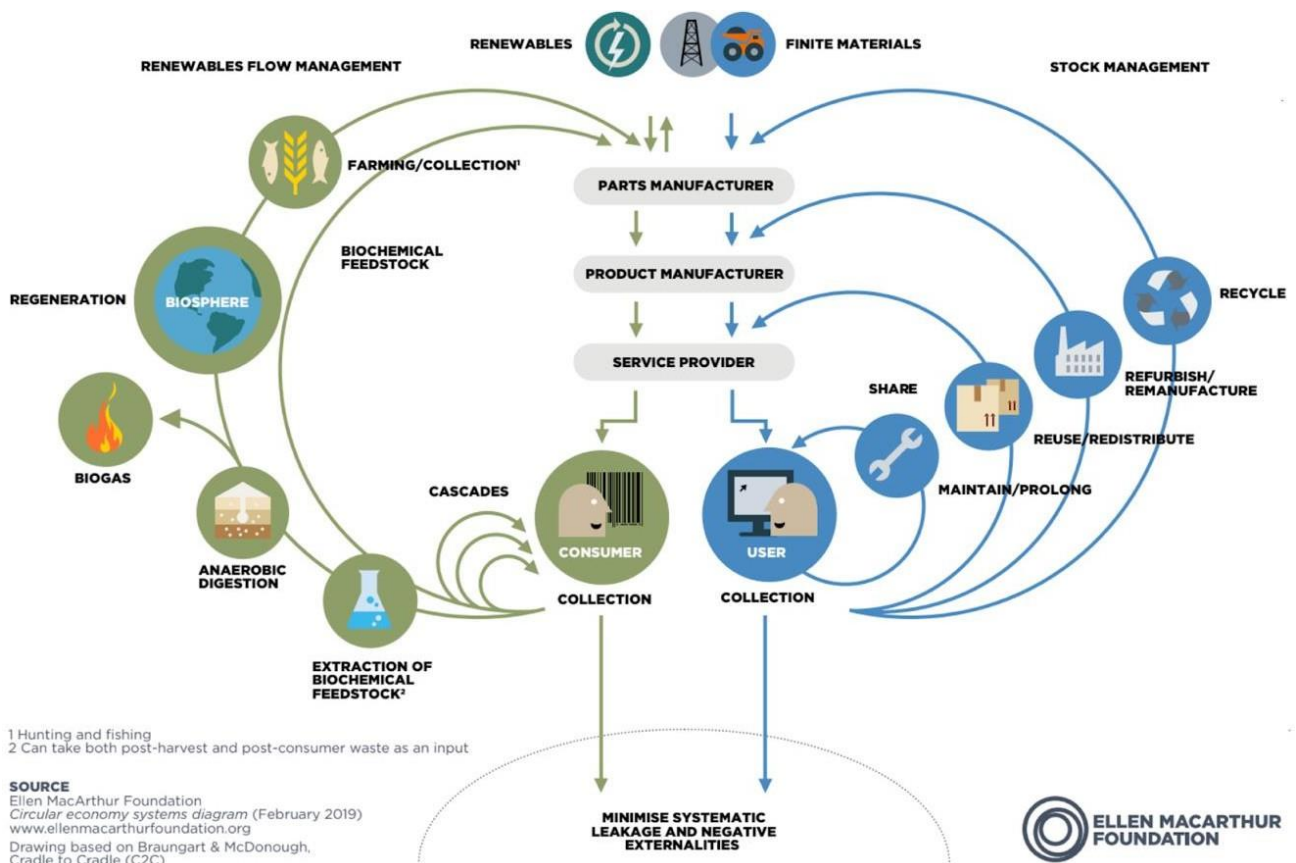 RENEWABLES
FINITE MATERIALS
RENEWABLES FLOW MANAGEMENT
STOCK MANAGEMENT
FARMING/COLLECTION¹
PARTS MANUFACTURER
BIOCHEMICAL
FEEDSTOCK
PRODUCT MANUFACTURER
REGENERATION
BIOSPHERE
RECYCLE
SERVICE PROVIDER
SHARE
REFURBISH/
REMANUFACTURE
REUSE/REDISTRIBUTE
BIOGAS
CASCADES
MAINTAIN/PROLONG
CONSUMER
USER
ANAEROBIC
DIGESTION
COLLECTION
COLLECTION
EXTRACTION OF
BIOCHEMICAL
FEEDSTOCK²
1 Hunting and fishing
2 Can take both post-harvest and post-consumer waste as an input
SOURCE
Ellen MacArthur Foundation
Circular economy systems diagram (February 2019)
www.ellenmacarthurfoundation.org
Drawing based on Braungart & McDonough,
Cradle to Cradle (C2C)
MINIMISE SYSTEMATIC
LEAKAGE AND NEGATIVE
EXTERNALITIES
ELLEN MACARTHUR
FOUNDATION